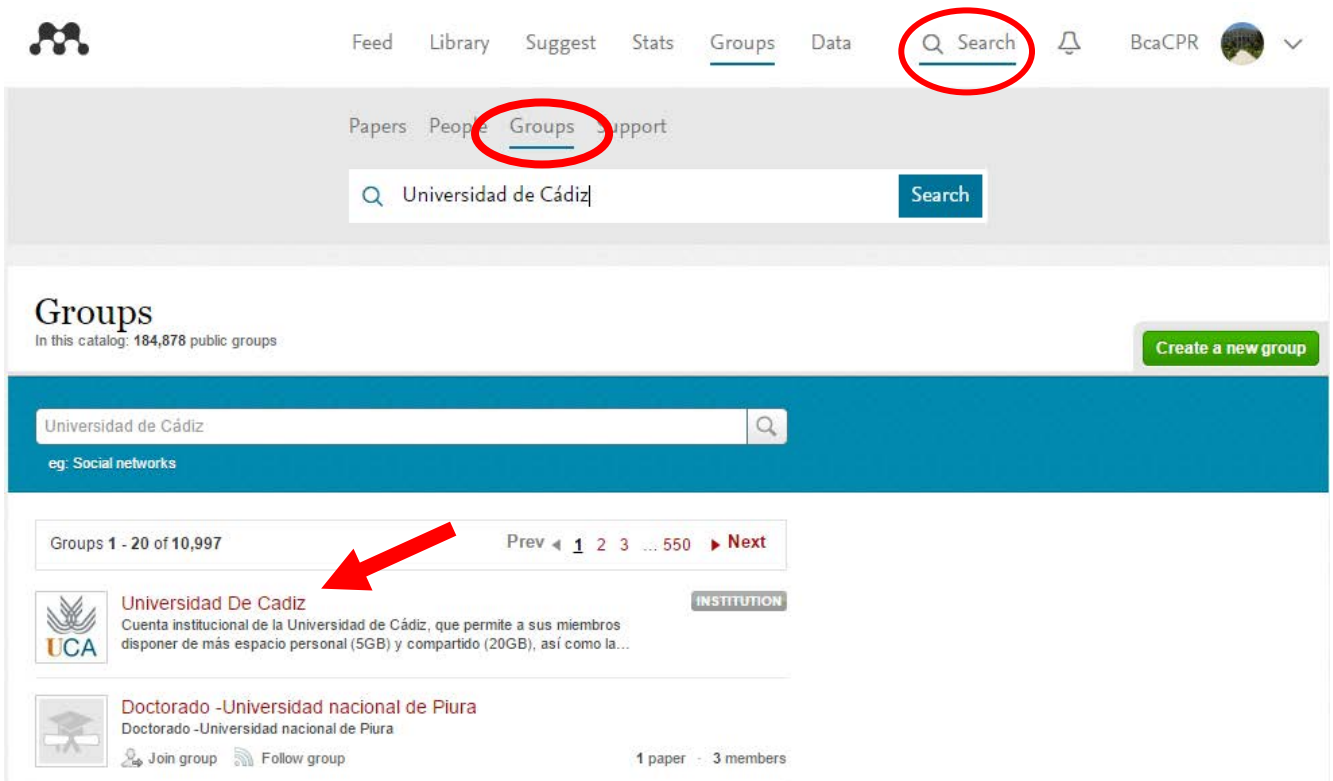 Feed Library Suggest Stats Groups Data Search BcaCPR
Papers People Groups Support
Universidad de Cádiz Search
Groups
In this catalog: 184,878 public groups
Create a new group
Universidad de Cádiz
eg: Social networks
Groups 1 - 20 of 10,997 Prev 1 2 3 ... 550 Next
Universidad De Cadiz INSTITUTION
Cuenta institucional de la Universidad de Cádiz, que permite a sus miembros
UCA disponer de más espacio personal (5GB) y compartido (20GB), así como la...
Doctorado -Universidad nacional de Piura
Doctorado -Universidad nacional de Piura
Join group Follow group 1 paper · 3 members